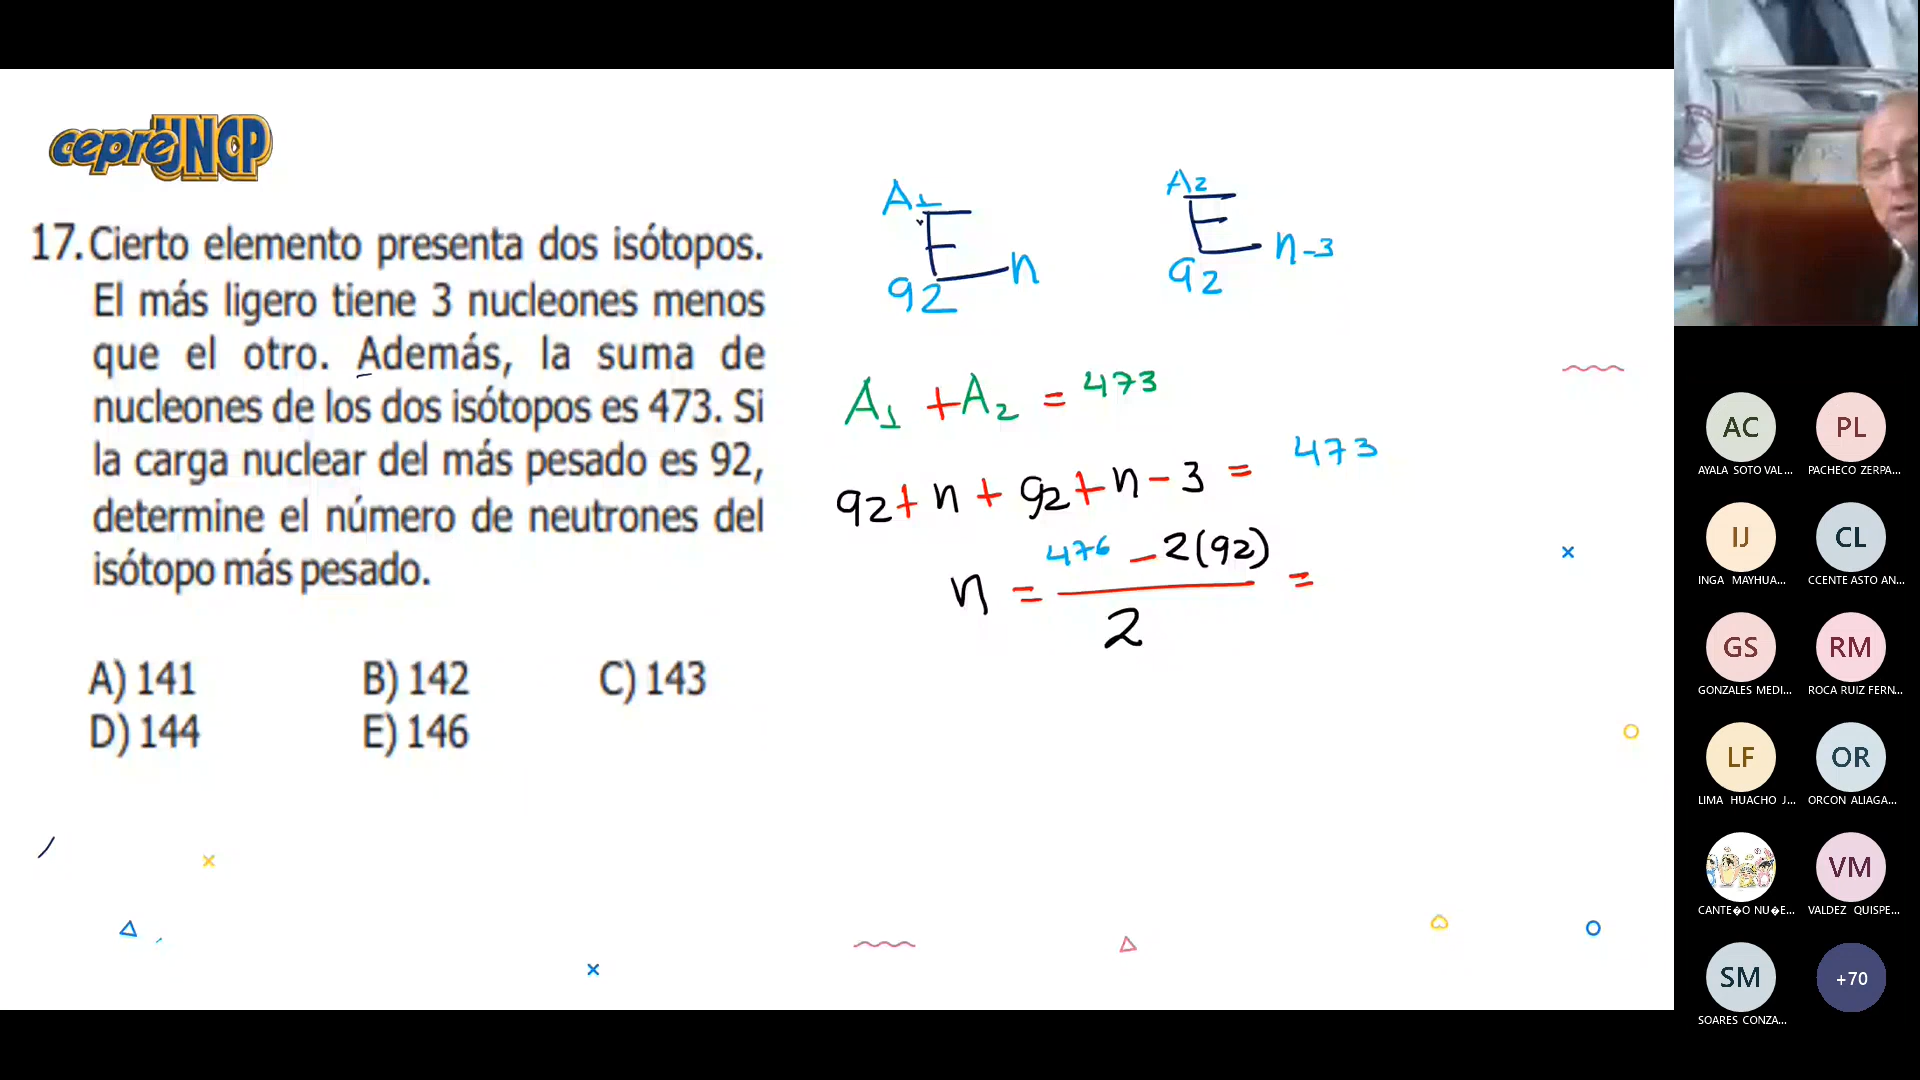 cepreUNCP
17. Cierto elemento presenta dos isótopos.
El más ligero tiene 3 nucleones menos
que el otro. Además, la suma de
nucleones de los dos isótopos es 473. Si
la carga nuclear del más pesado es 92,
determine el número de neutrones del
isótopo más pesado.
A) 141 B) 142 C) 143
D) 144 E) 146
A1 E 92 n
A2 E 92 n-3
A1 + A2 = 473
92 + n + 92 + n - 3 = 473
n = 476 - 2(92) =
2
AC PL
AYALA SOTO VAL... PACHECO ZERPA...
IJ CL
INGA MAYHUA... CCENTE ASTO AN...
GS RM
GONZALES MEDI... ROCA RUIZ FERN...
LF OR
LIMA HUACHO J... ORCON ALIAGA...
VM
CANTE�O NU�E... VALDEZ QUISPE...
SM +70
SOARES CONZA...